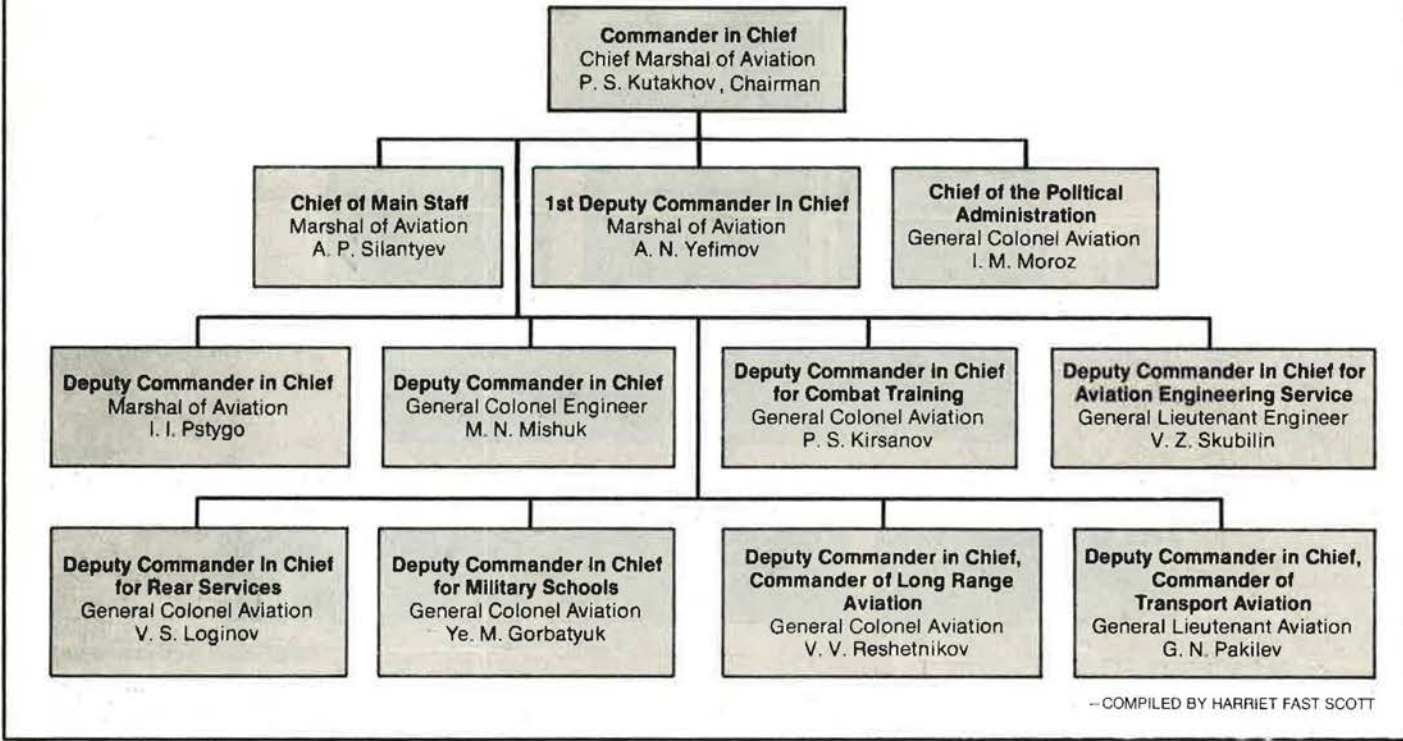 Commander in Chief
Chief Marshal of Aviation
P. S. Kutakhov, Chairman
Chief of Main Staff
Marshal of Aviation
A. P. Silantyev
1st Deputy Commander in Chief
Marshal of Aviation
A. N. Yefimov
Chief of the Political
Administration
General Colonel Aviation
I. M. Moroz
Deputy Commander in Chief
Marshal of Aviation
I. I. Pstygo
Deputy Commander in Chief
General Colonel Engineer
M. N. Mishuk
Deputy Commander in Chief
for Combat Training
General Colonel Aviation
P. S. Kirsanov
Deputy Commander in Chief for
Aviation Engineering Service
General Lieutenant Engineer
V. Z. Skubilin
Deputy Commander in Chief
for Rear Services
General Colonel Aviation
V. S. Loginov
Deputy Commander in Chief
for Military Schools
General Colonel Aviation
Ye. M. Gorbatyuk
Deputy Commander in Chief,
Commander of Long Range
Aviation
General Colonel Aviation
V. V. Reshetnikov
Deputy Commander in Chief,
Commander of
Transport Aviation
General Lieutenant Aviation
G. N. Pakilev
—COMPILED BY HARRIET FAST SCOTT